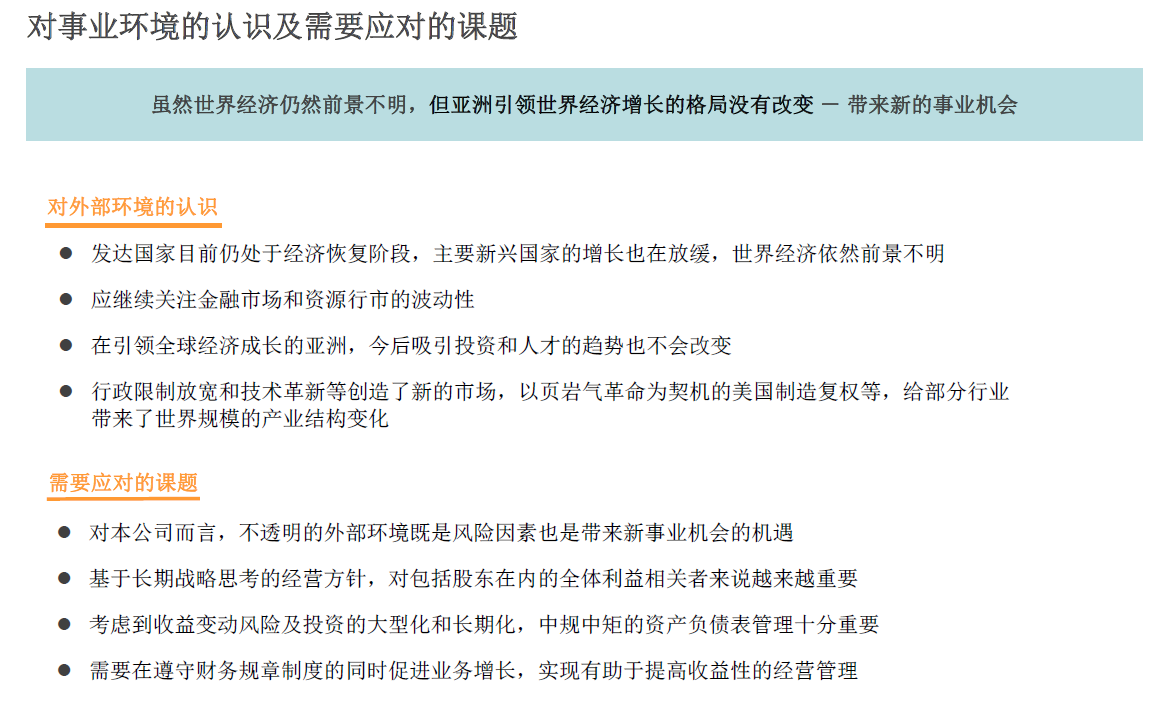 对事业环境的认识及需要应对的课题
虽然世界经济仍然前景不明，但亚洲引领世界经济增长的格局没有改变 － 带来新的事业机会
对外部环境的认识
● 发达国家目前仍处于经济恢复阶段，主要新兴国家的增长也在放缓，世界经济依然前景不明
● 应继续关注金融市场和资源行市的波动性
● 在引领全球经济成长的亚洲，今后吸引投资和人才的趋势也不会改变
● 行政限制放宽和技术革新等创造了新的市场，以页岩气革命为契机的美国制造复权等，给部分行业
带来了世界规模的产业结构变化
需要应对的课题
● 对本公司而言，不透明的外部环境既是风险因素也是带来新事业机会的机遇
● 基于长期战略思考的经营方针，对包括股东在内的全体利益相关者来说越来越重要
● 考虑到收益变动风险及投资的大型化和长期化，中规中矩的资产负债表管理十分重要
● 需要在遵守财务规章制度的同时促进业务增长，实现有助于提高收益性的经营管理